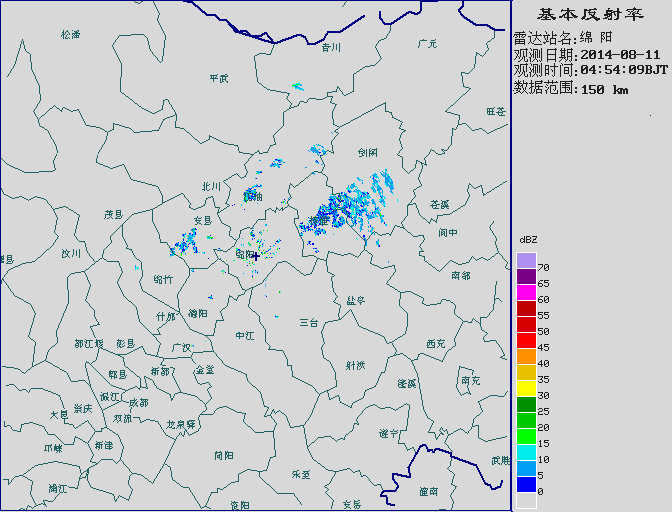 基本反射率
雷达站名:绵 阳
观测日期:2014-08-11
观测时间:04:54:09BJT
数据范围:150 km
松潘
青川
广元
平武
旺苍
剑阁
北川
江油
苍溪
茂县
安县
梓潼
阆中
汶川
绵阳
绵竹
南部
盐亭
什邡
德阳
三台
中江
都江堰
彭县
广汉
西充
射洪
郫县
新都
金堂
蓬溪
南充
温江
成都
大邑
崇庆
双流
龙泉驿
遂宁
邛崃
新津
简阳
武胜
乐至
蒲江
潼南
资阳
安岳
dBZ
70
65
60
55
50
45
40
35
30
25
20
15
10
5
0